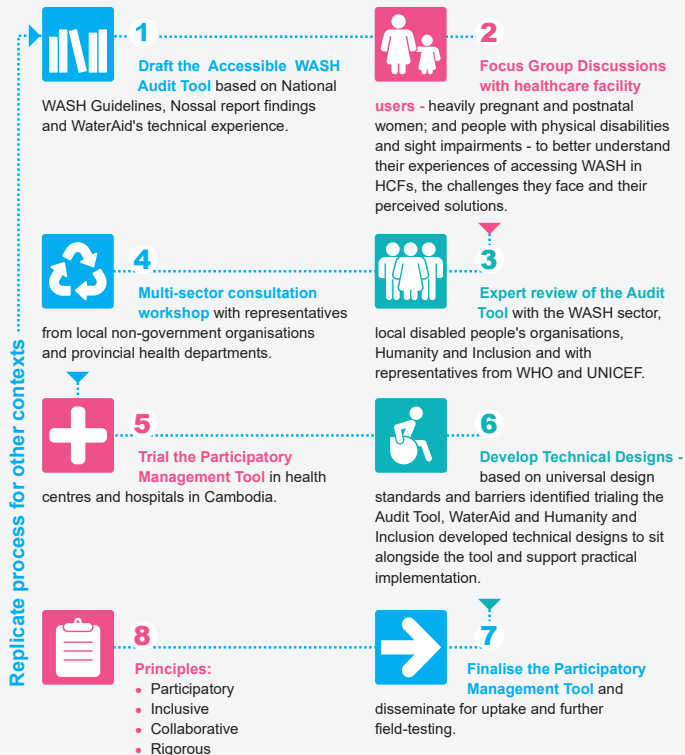 1
Draft the Accessible WASH
Audit Tool based on National
WASH Guidelines, Nossal report findings
and WaterAid's technical experience.
2
Focus Group Discussions
with healthcare facility
users - heavily pregnant and postnatal
women; and people with physical disabilities
and sight impairments - to better understand
their experiences of accessing WASH in
HCFs, the challenges they face and their
perceived solutions.
3
Expert review of the Audit
Tool with the WASH sector,
local disabled people's organisations,
Humanity and Inclusion and with
representatives from WHO and UNICEF.
4
Multi-sector consultation
workshop with representatives
from local non-government organisations
and provincial health departments.
5
Trial the Participatory
Management Tool in health
centres and hospitals in Cambodia.
6
Develop Technical Designs -
based on universal design
standards and barriers identified trialing the
Audit Tool, WaterAid and Humanity and
Inclusion developed technical designs to sit
alongside the tool and support practical
implementation.
7
Finalise the Participatory
Management Tool and
disseminate for uptake and further
field-testing.
8
Principles:
• Participatory
• Inclusive
• Collaborative
• Rigorous
Replicate process for other contexts